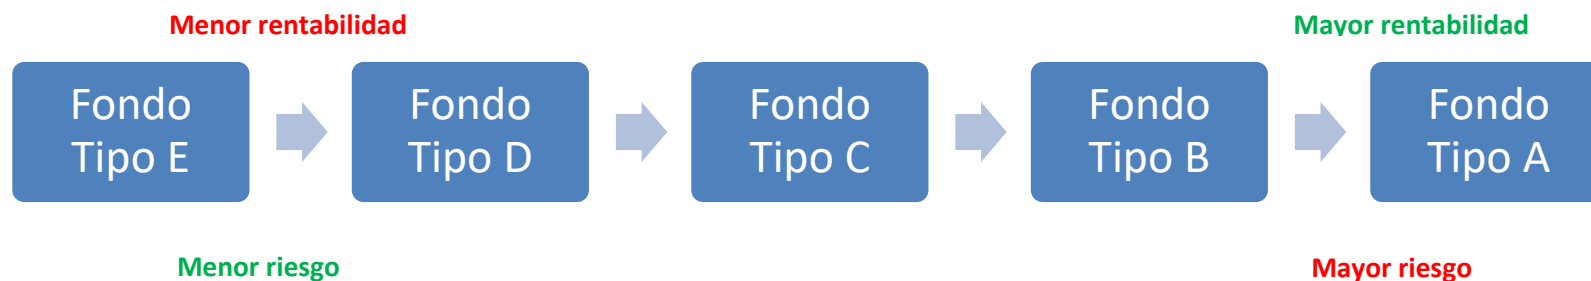 Menor rentabilidad
Mayor rentabilidad
Fondo
Tipo E
Fondo
Tipo D
Fondo
Tipo C
Fondo
Tipo B
Fondo
Tipo A
Menor riesgo
Mayor riesgo